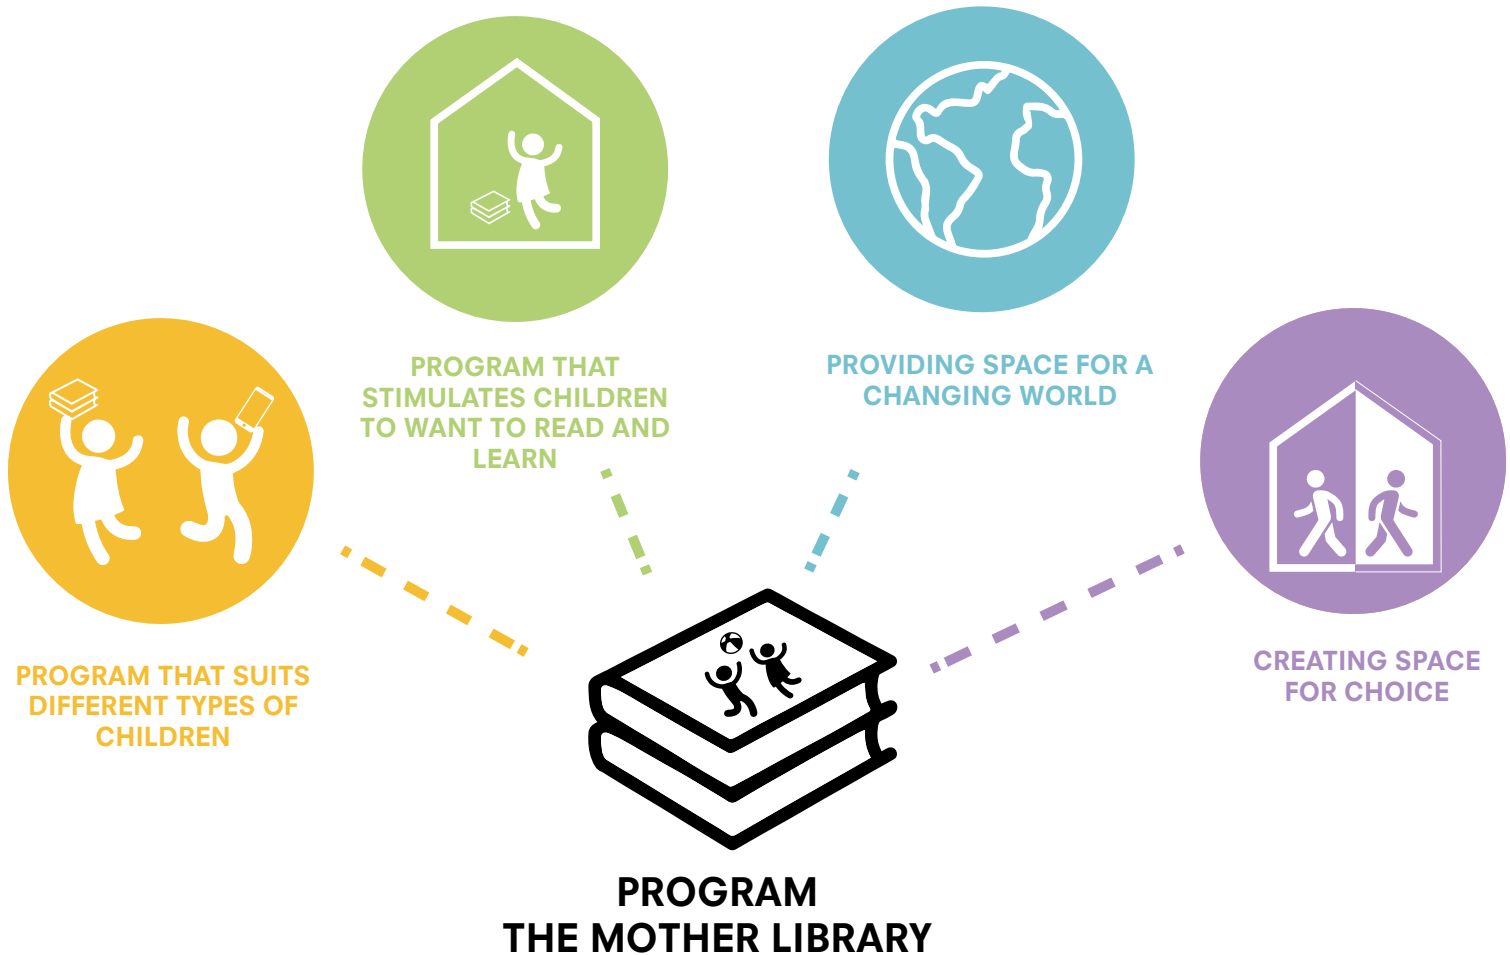 PROGRAM THAT
STIMULATES CHILDREN
TO WANT TO READ AND
LEARN
PROVIDING SPACE FOR A
CHANGING WORLD
PROGRAM THAT SUITS
DIFFERENT TYPES OF
CHILDREN
CREATING SPACE
FOR CHOICE
PROGRAM
THE MOTHER LIBRARY